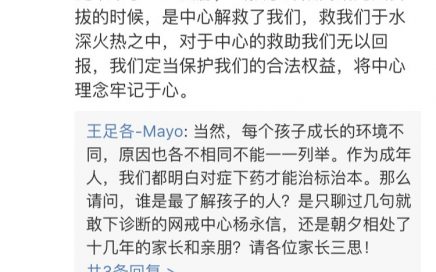 拔的时候，是中心解救了我们，救我们于水
深火热之中，对于中心的救助我们无以回
报，我们定当保护我们的合法权益，将中心
理念牢记于心。
王足各-Mayo: 当然，每个孩子成长的环境不
同，原因也各不相同不能一一列举。作为成年
人，我们都明白对症下药才能治标治本。那么
请问，谁是最了解孩子的人？是只聊过几句就
敢下诊断的网戒中心杨永信，还是朝夕相处了
十几年的家长和亲朋？请各位家长三思！
共3条回复 >